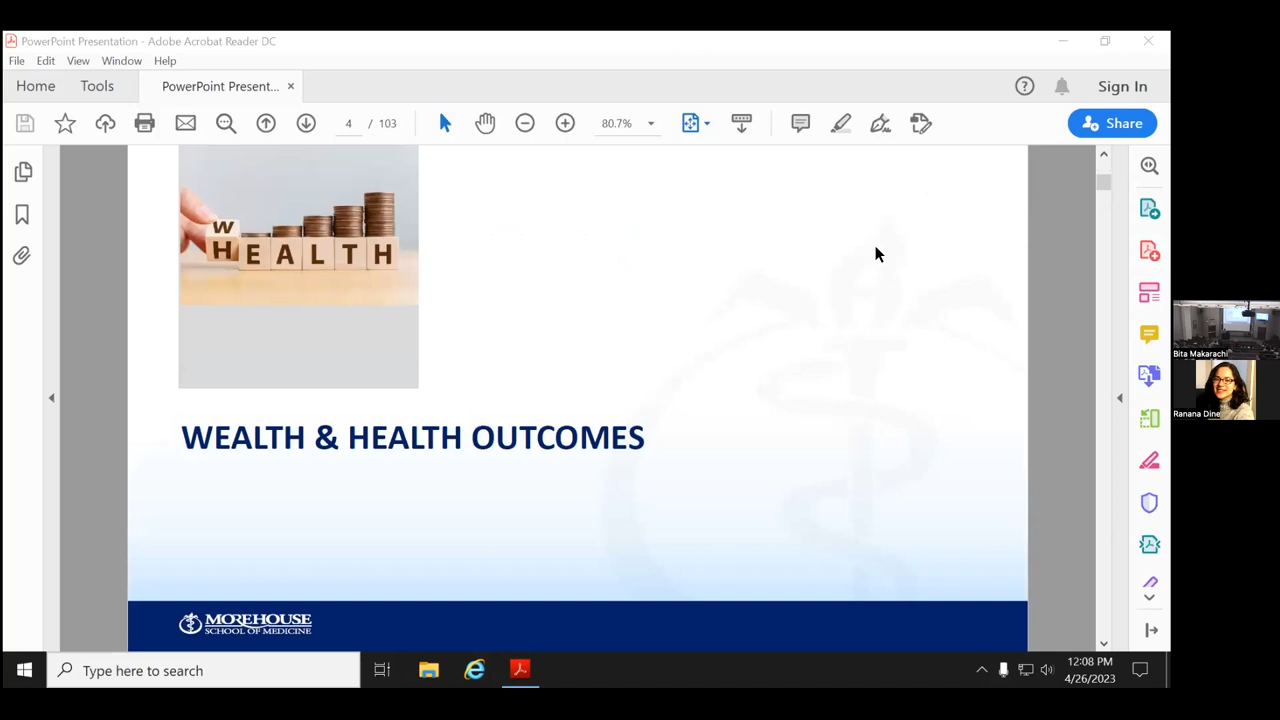 PowerPoint Presentation - Adobe Acrobat Reader DC
File Edit View Window Help
Home Tools PowerPoint Present... × Sign In
4 / 103 80.7% Share
W
HEALTH
WEALTH & HEALTH OUTCOMES
MOREHOUSE
SCHOOL OF MEDICINE
Bita Makarachi
Ranana Dine
Type here to search
12:08 PM
4/26/2023